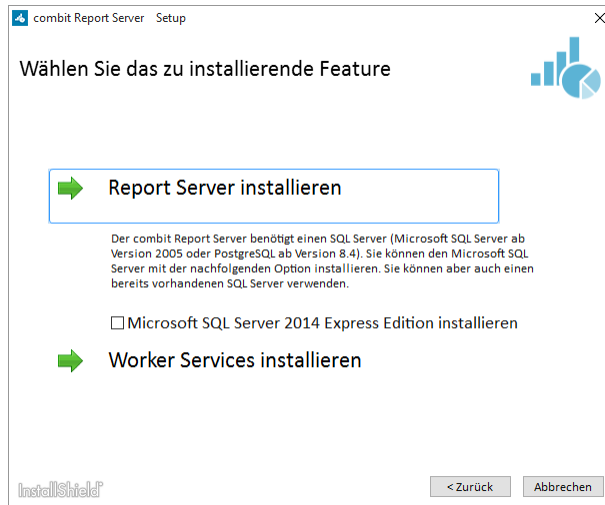 combit Report Server Setup
Wählen Sie das zu installierende Feature
Report Server installieren
Der combit Report Server benötigt einen SQL Server (Microsoft SQL Server ab
Version 2005 oder PostgreSQL ab Version 8.4). Sie können den Microsoft SQL
Server mit der nachfolgenden Option installieren. Sie können aber auch einen
bereits vorhandenen SQL Server verwenden.
Microsoft SQL Server 2014 Express Edition installieren
Worker Services installieren
InstallShield
< Zurück
Abbrechen